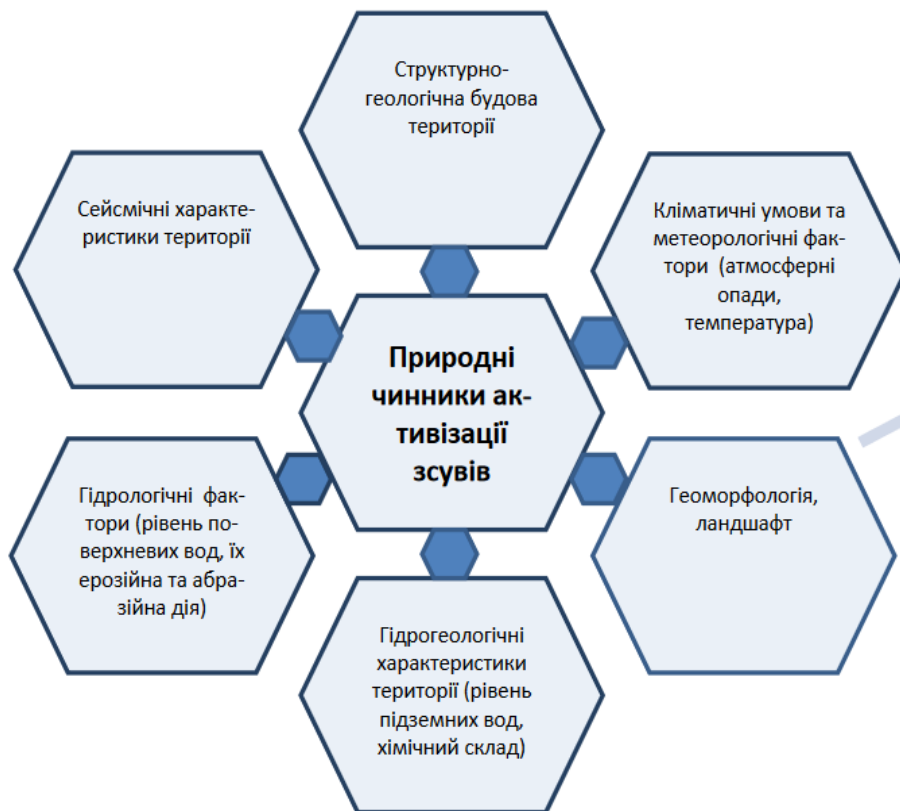 Структурно-
геологічна будова
території
Сейсмічні характе-
ристики території
Кліматичні умови та
метеорологічні фак-
тори (атмосферні
опади,
температура)
Природні
чинники ак-
тивізації
зсувів
Гідрологічні фак-
тори (рівень по-
верхневих вод, їх
ерозійна та абра-
зійна дія)
Геоморфологія,
ландшафт
Гідрогеологічні
характеристики
території (рівень
підземних вод,
хімічний склад)